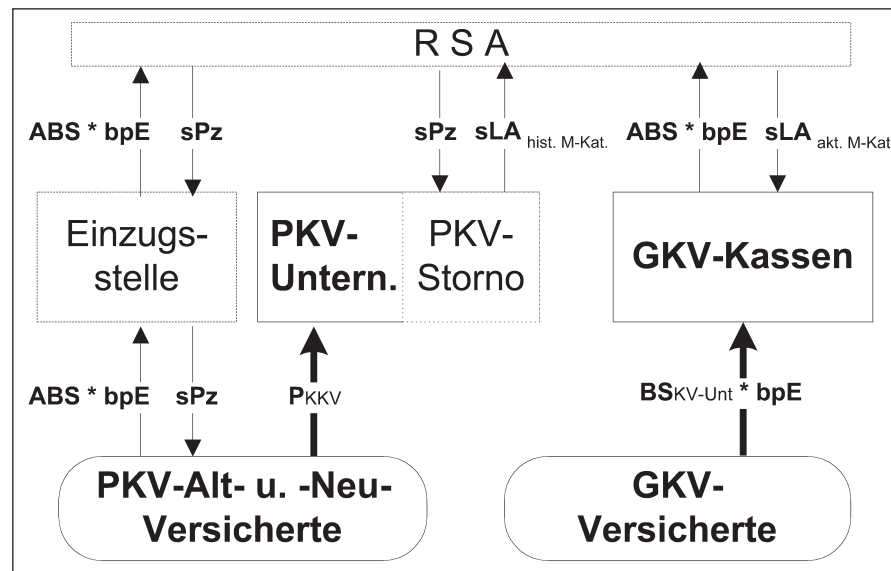 R S A
ABS * bpE sPz sPz sLA hist. M-Kat. ABS * bpE sLA akt. M-Kat
Einzugs-
stelle
PKV-
Untern.
PKV-
Storno
GKV-Kassen
ABS * bpE sPz PKKV BSKV-Unt * bpE
PKV-Alt- u. -Neu-
Versicherte
GKV-
Versicherte